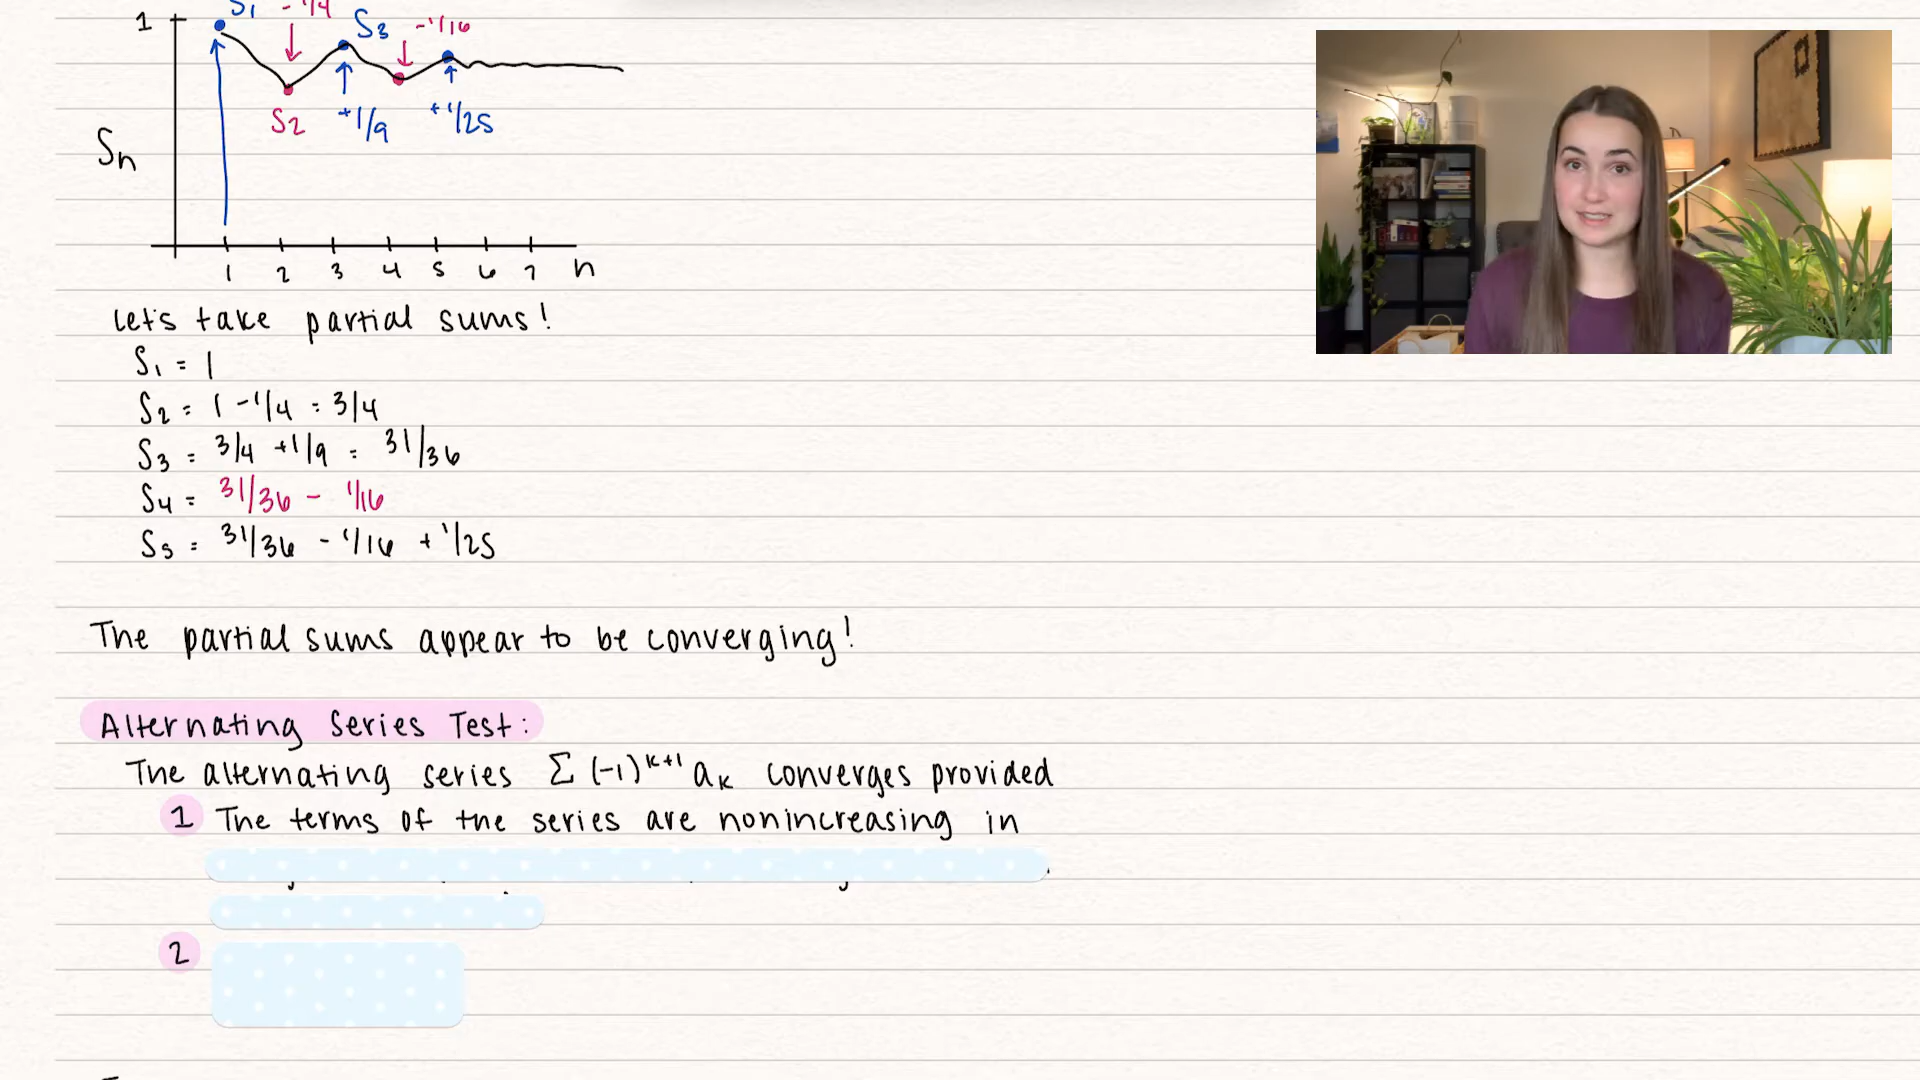 1 S1 - 1/4 S3 -1/16
Sn S2 +1/9 +1/25
1 2 3 4 5 6 7 n
Let's take partial sums!
S1 = 1
S2 = 1 - 1/4 = 3/4
S3 = 3/4 + 1/9 = 31/36
S4 = 31/36 - 1/16
S5 = 31/36 - 1/16 + 1/25
The partial sums appear to be converging!
Alternating Series Test:
The alternating series Σ (-1)^k+1 ak converges provided
1 The terms of the series are nonincreasing in
2